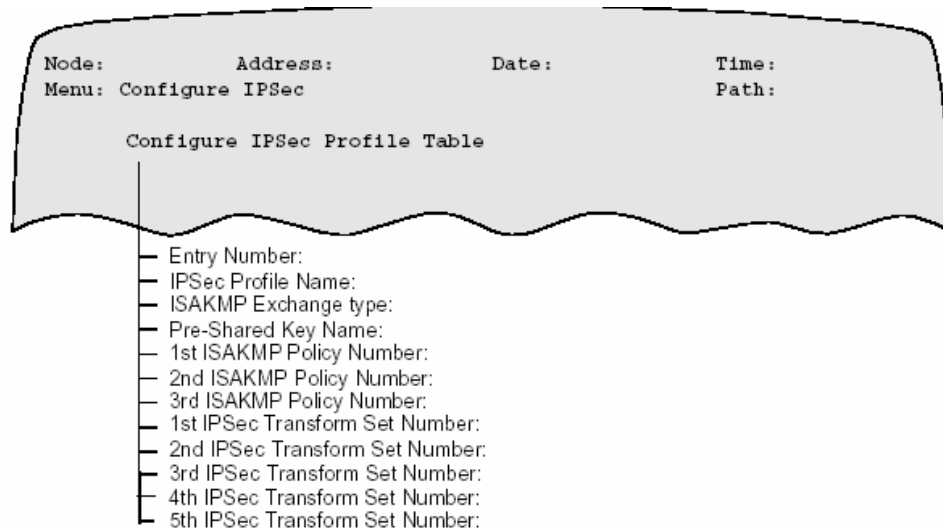 Node: Address: Date: Time:
Menu: Configure IPSec Path:
Configure IPSec Profile Table
Entry Number:
IPSec Profile Name:
ISAKMP Exchange type:
Pre-Shared Key Name:
1st ISAKMP Policy Number:
2nd ISAKMP Policy Number:
3rd ISAKMP Policy Number:
1st IPSec Transform Set Number:
2nd IPSec Transform Set Number:
3rd IPSec Transform Set Number:
4th IPSec Transform Set Number:
5th IPSec Transform Set Number: